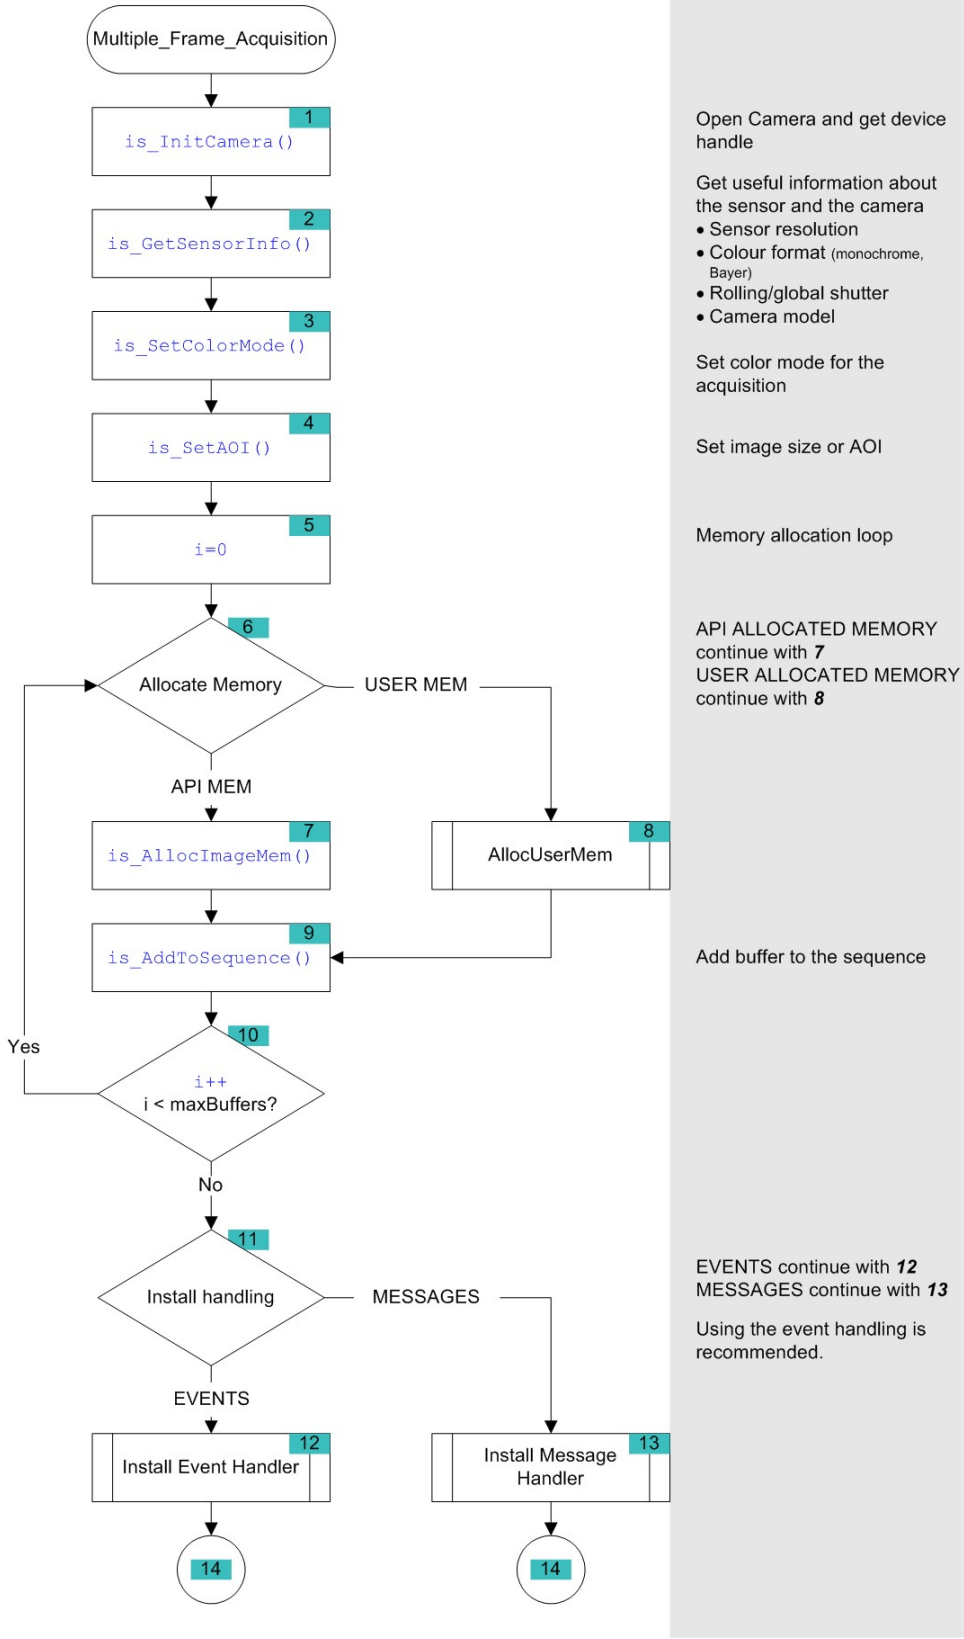 Multiple_Frame_Acquisition
1
is_InitCamera()
Open Camera and get device
handle
2
is_GetSensorInfo()
Get useful information about
the sensor and the camera
• Sensor resolution
• Colour format (monochrome,
Bayer)
• Rolling/global shutter
• Camera model
3
is_SetColorMode()
Set color mode for the
acquisition
4
is_SetAOI()
Set image size or AOI
5
i=0
Memory allocation loop
6
Allocate Memory
USER MEM
API MEM
API ALLOCATED MEMORY
continue with 7
USER ALLOCATED MEMORY
continue with 8
7
is_AllocImageMem()
8
AllocUserMem
9
is_AddToSequence()
Add buffer to the sequence
10
i++
i < maxBuffers?
Yes
No
11
Install handling
MESSAGES
EVENTS
EVENTS continue with 12
MESSAGES continue with 13
Using the event handling is
recommended.
12
Install Event Handler
13
Install Message
Handler
14
14